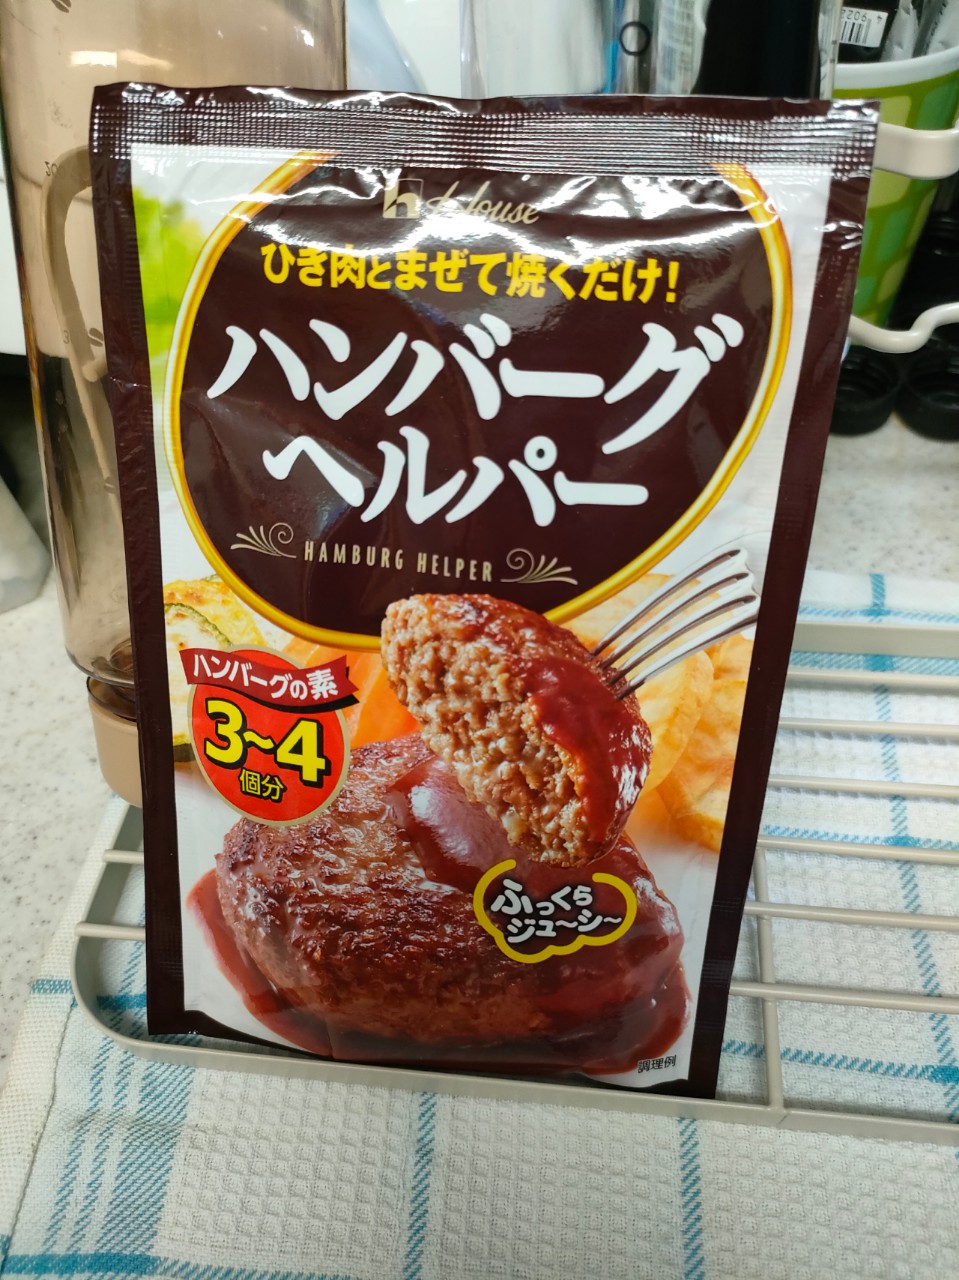 House
ひき肉とまぜて焼くだけ!
ハンバーグ
ヘルパー
HAMBURG HELPER
ハンバーグの素
3~4
個分
ふっくら
ジュ〜シ〜
調理例